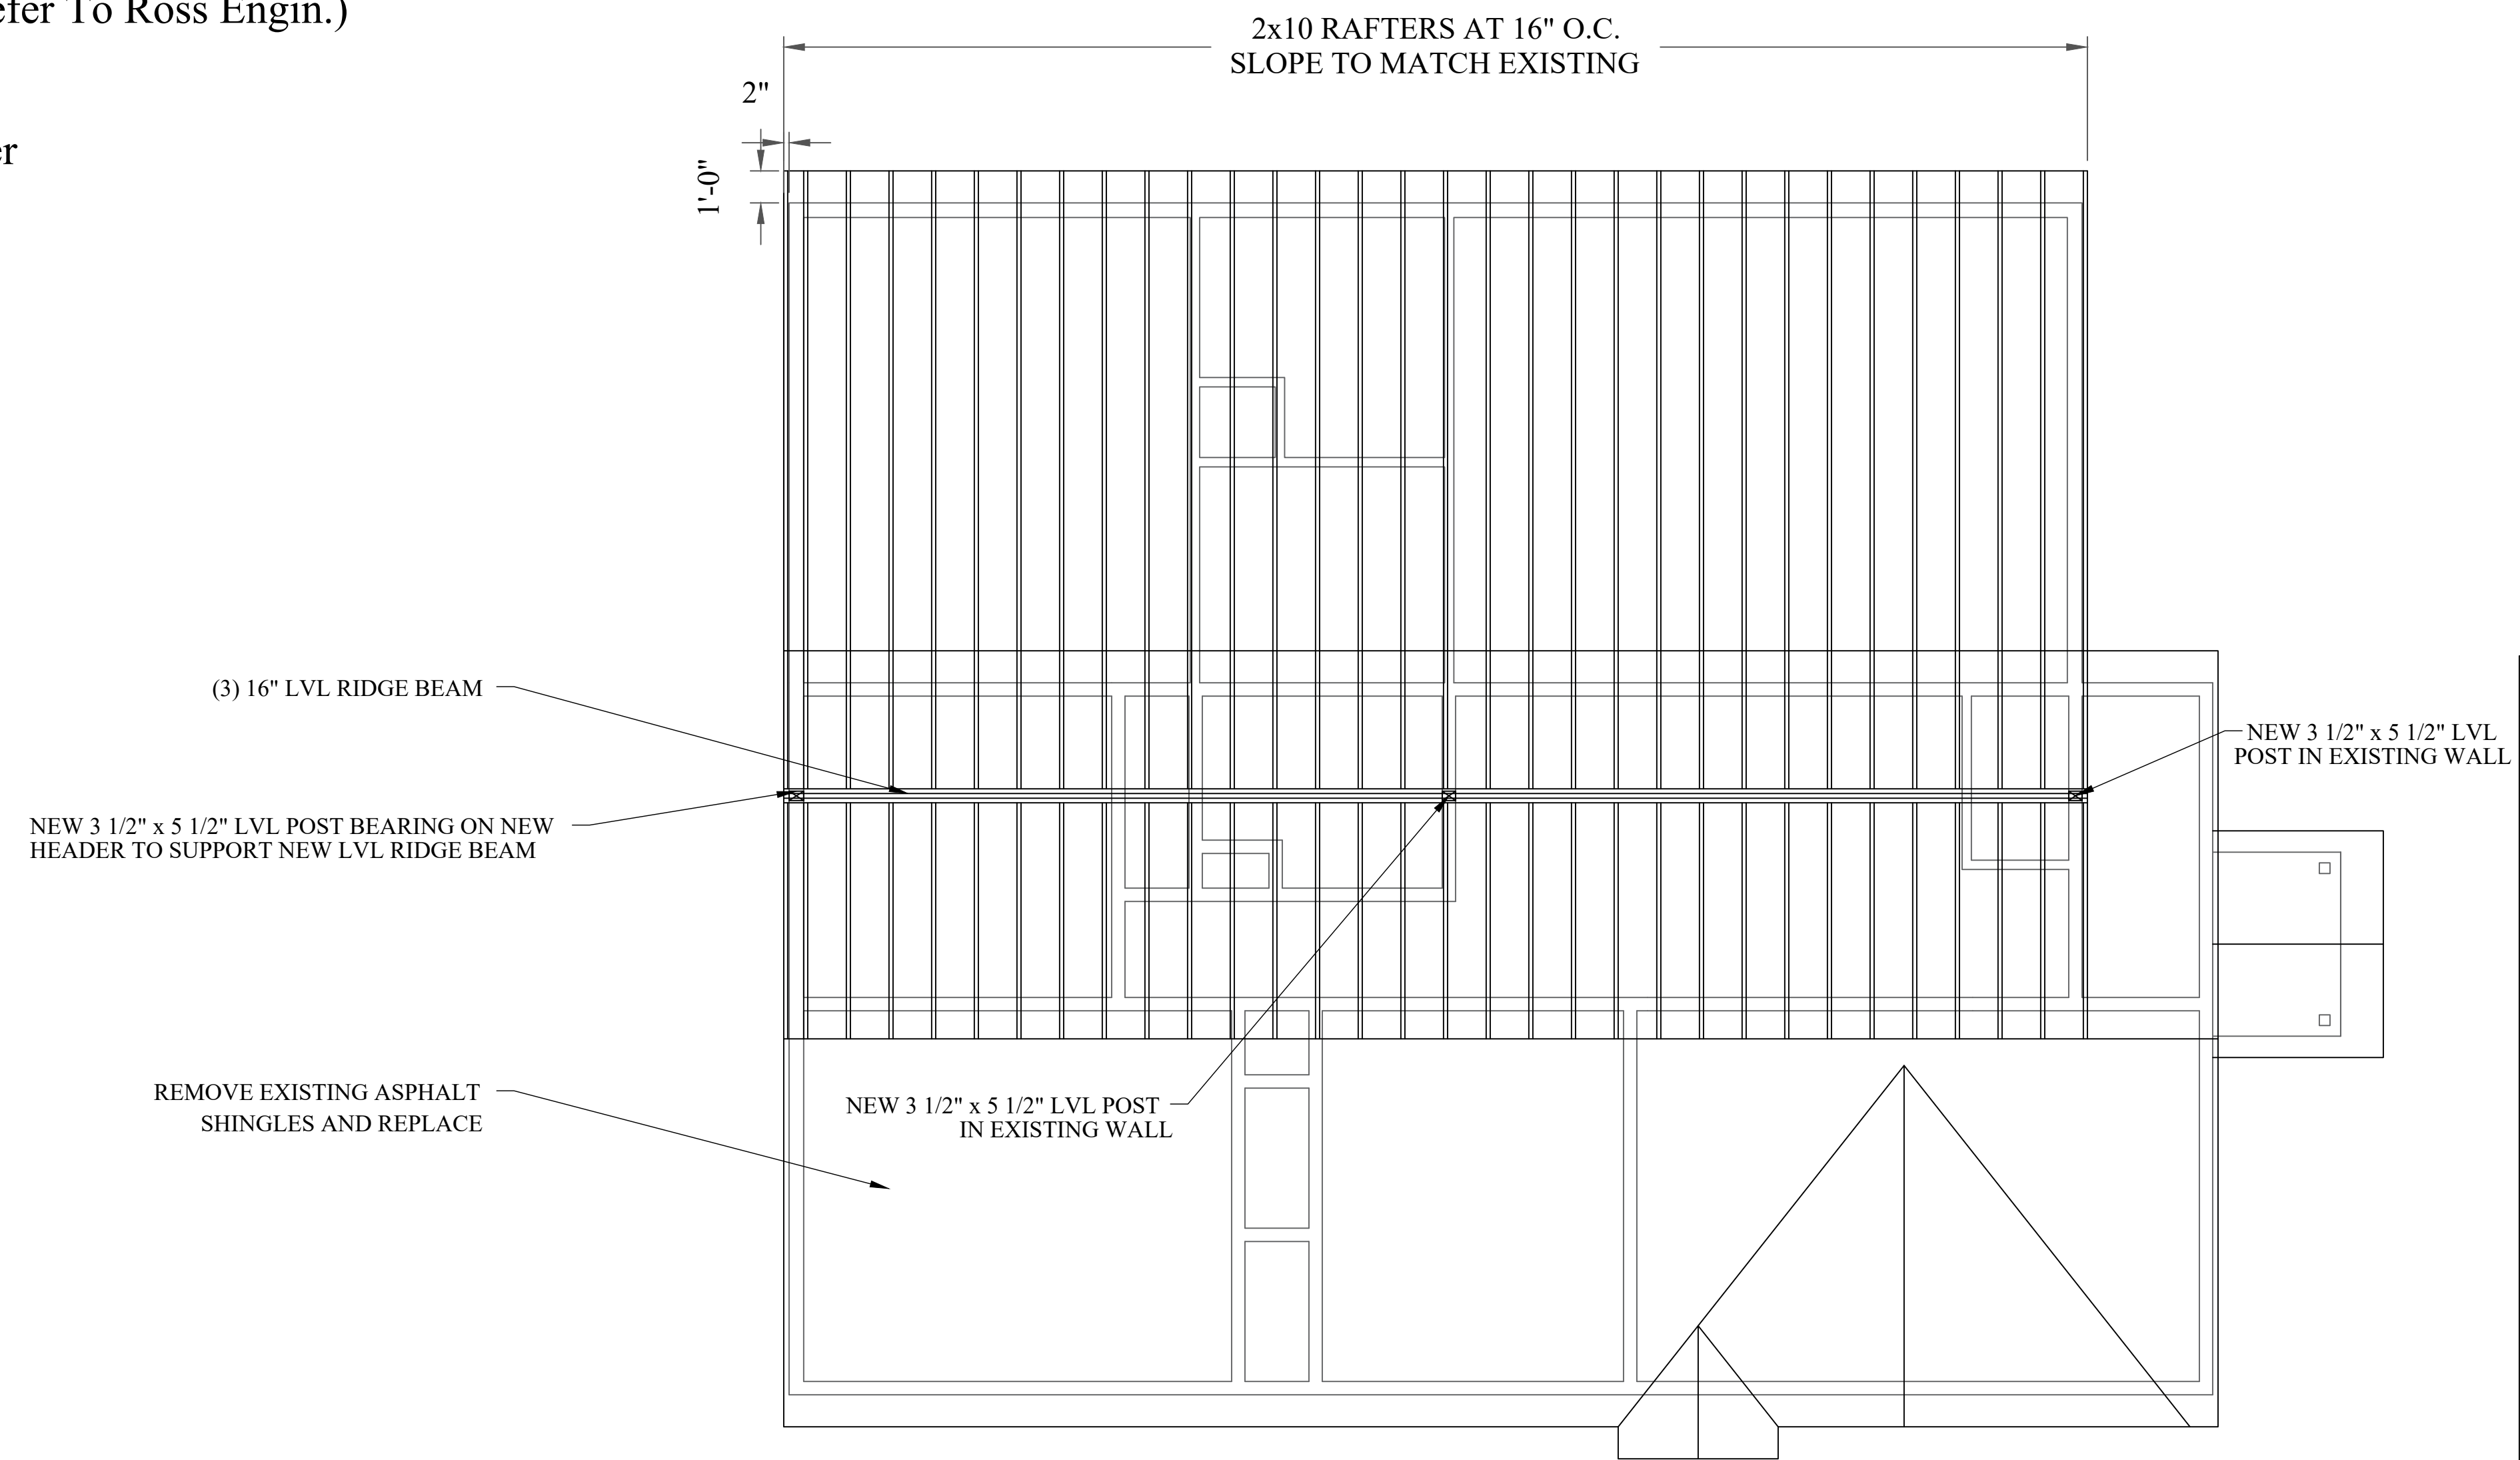 To Ross Engin.)
2x10 RAFTERS AT 16" O.C.
SLOPE TO MATCH EXISTING
2"
1'-0"
(3) 16" LVL RIDGE BEAM
NEW 3 1/2" x 5 1/2" LVL
POST IN EXISTING WALL
NEW 3 1/2" x 5 1/2" LVL POST BEARING ON NEW
HEADER TO SUPPORT NEW LVL RIDGE BEAM
REMOVE EXISTING ASPHALT
SHINGLES AND REPLACE
NEW 3 1/2" x 5 1/2" LVL POST
IN EXISTING WALL